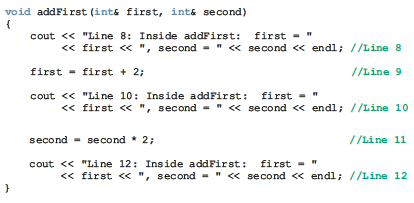 void addFirst(int& first, int& second)
{
    cout << "Line 8: Inside addFirst:  first = "
         << first << ", second = " << second << endl; //Line 8

    first = first + 2;                              //Line 9

    cout << "Line 10: Inside addFirst:  first = "
         << first << ", second = " << second << endl; //Line 10

    second = second * 2;                            //Line 11

    cout << "Line 12: Inside addFirst:  first = "
         << first << ", second = " << second << endl; //Line 12
}